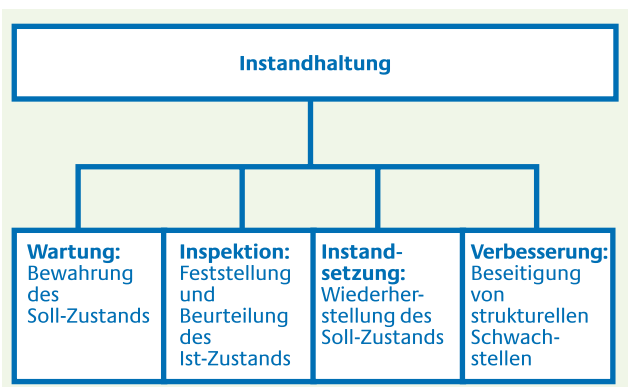 Instandhaltung
Wartung:
Bewahrung
des
Soll-Zustands
Inspektion:
Feststellung
und
Beurteilung
des
Ist-Zustands
Instand-
setzung:
Wiederher-
stellung des
Soll-Zustands
Verbesserung:
Beseitigung
von
strukturellen
Schwach-
stellen